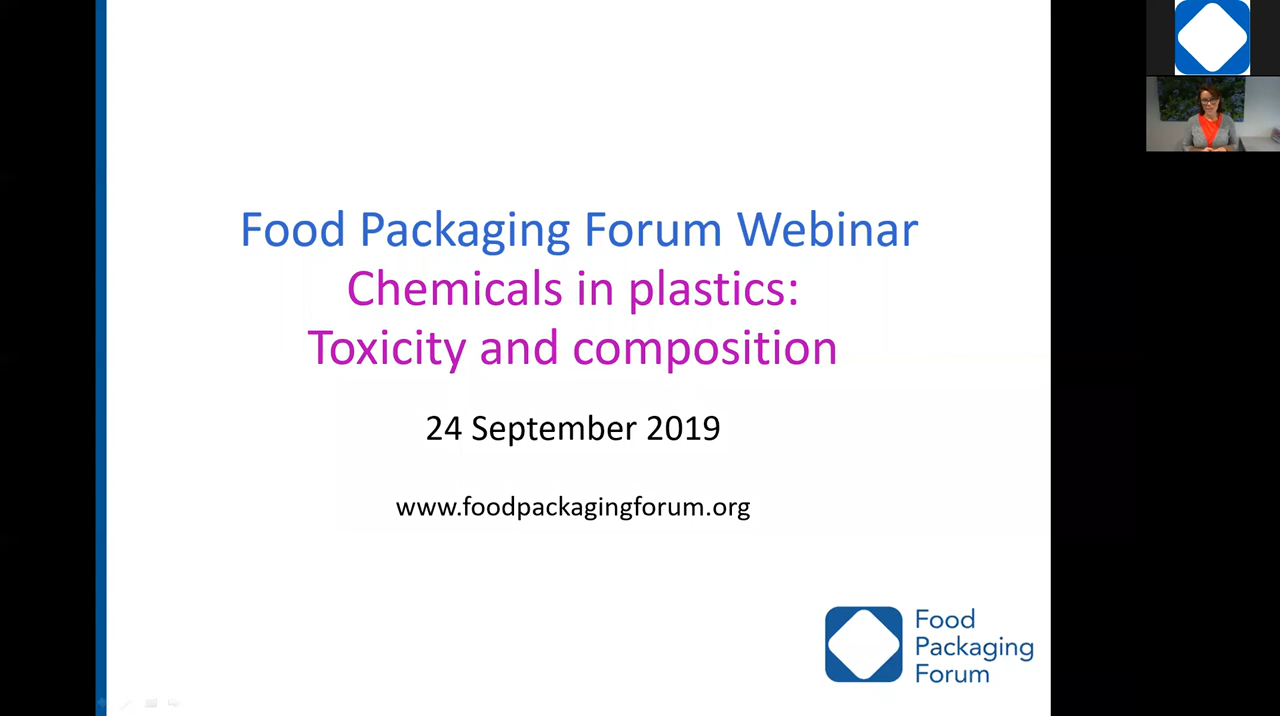 Food Packaging Forum Webinar
Chemicals in plastics:
Toxicity and composition
24 September 2019
www.foodpackagingforum.org
Food
Packaging
Forum